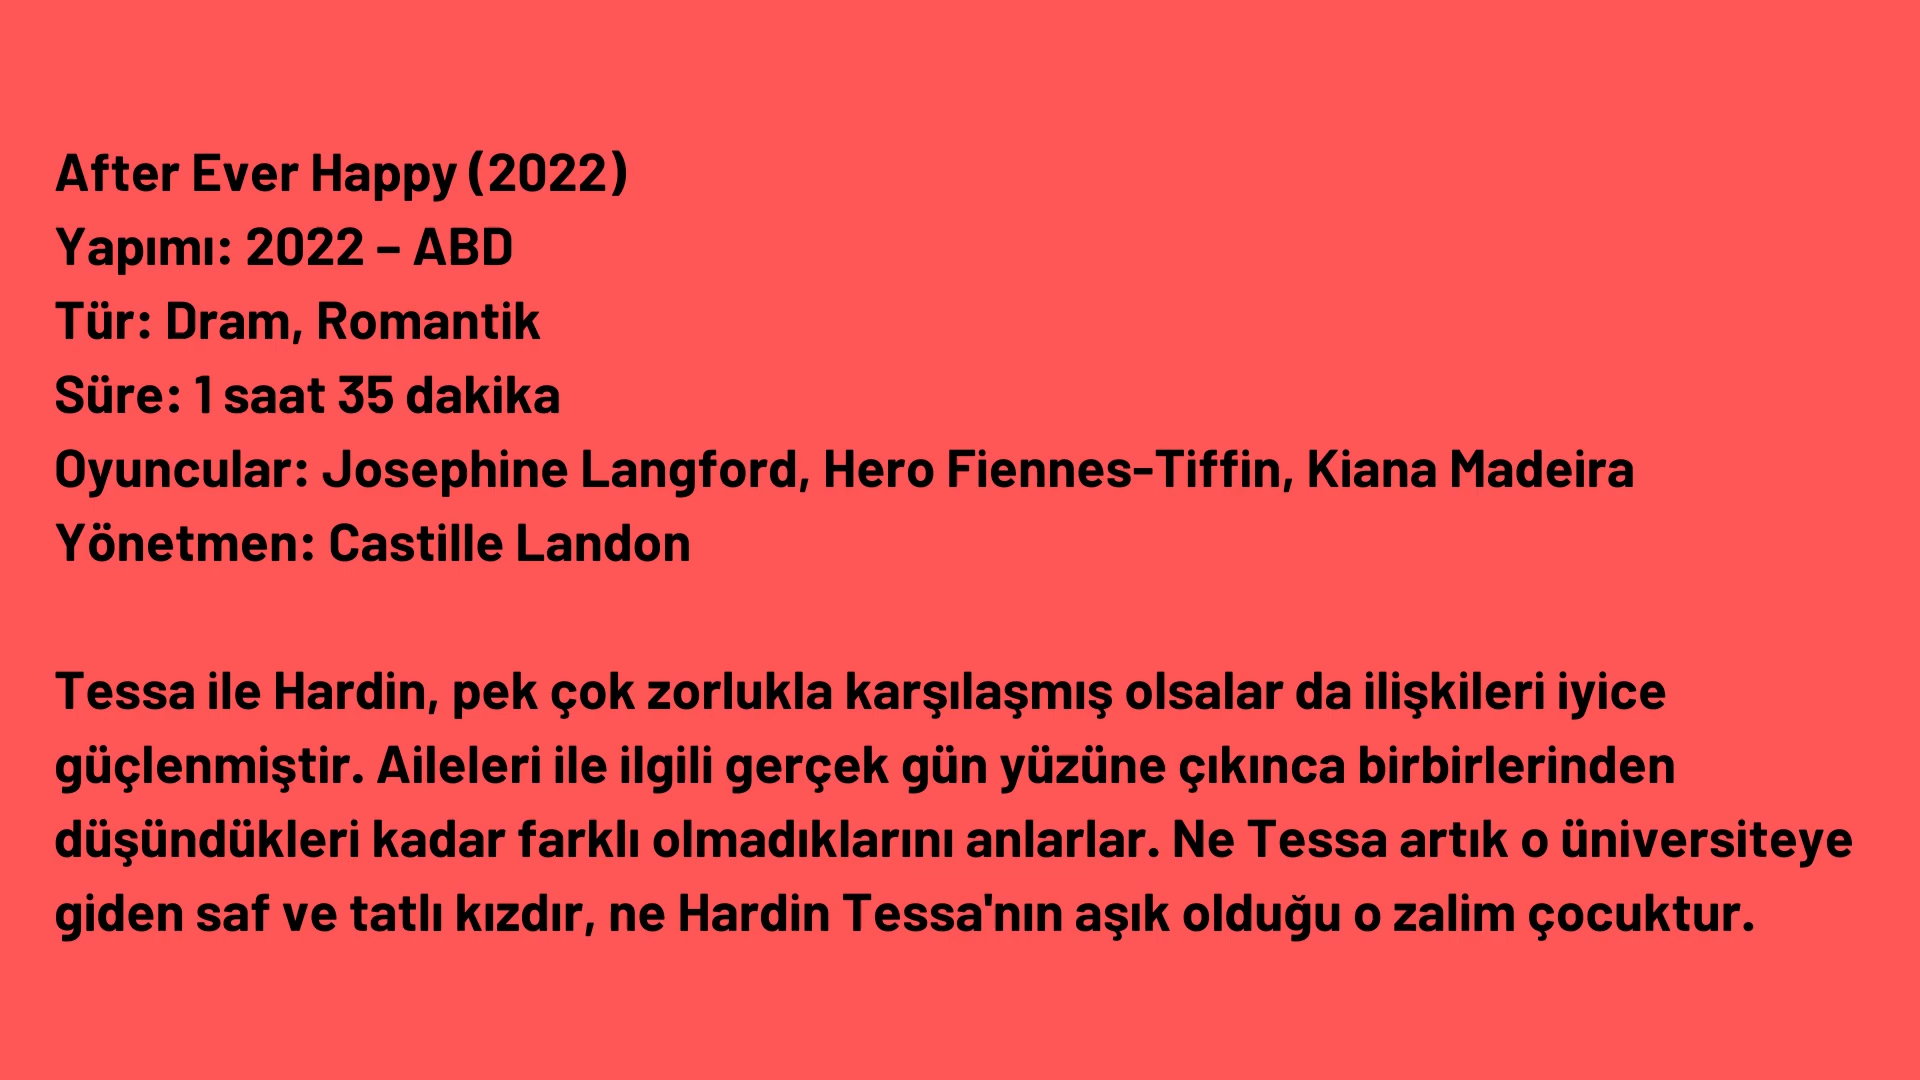 After Ever Happy (2022)
Yapımı: 2022 – ABD
Tür: Dram, Romantik
Süre: 1 saat 35 dakika
Oyuncular: Josephine Langford, Hero Fiennes-Tiffin, Kiana Madeira
Yönetmen: Castille Landon
Tessa ile Hardin, pek çok zorlukla karşılaşmış olsalar da ilişkileri iyice
güçlenmiştir. Aileleri ile ilgili gerçek gün yüzüne çıkınca birbirlerinden
düşündükleri kadar farklı olmadıklarını anlarlar. Ne Tessa artık o üniversiteye
giden saf ve tatlı kızdır, ne Hardin Tessa'nın aşık olduğu o zalim çocuktur.